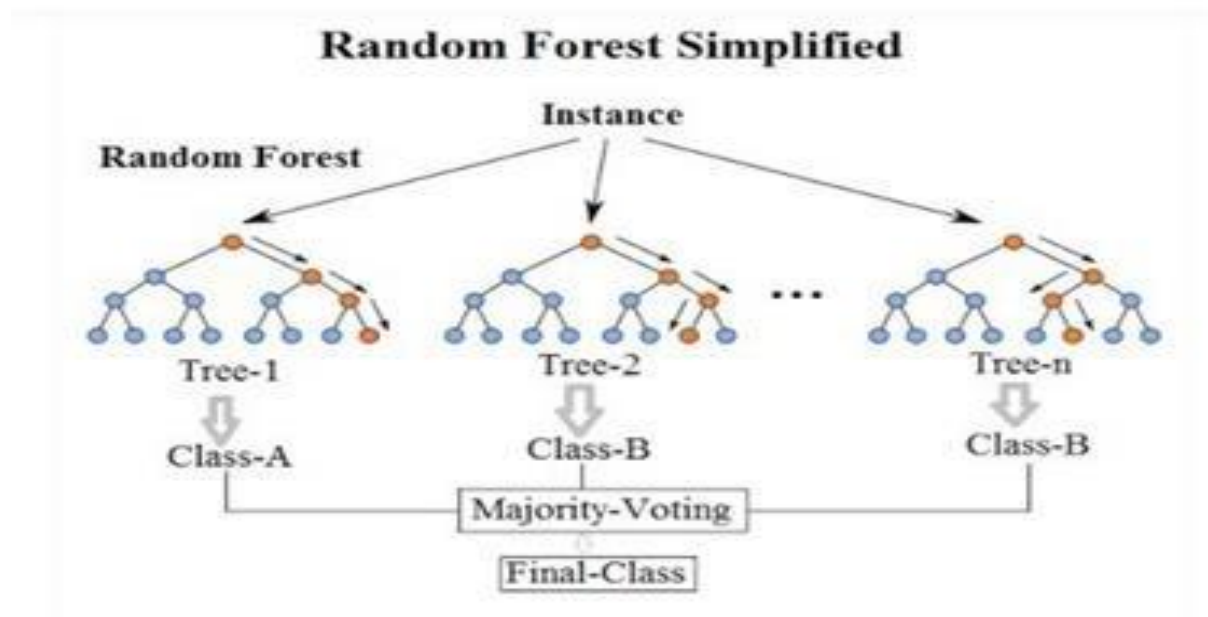 Random Forest Simplified
Instance
Random Forest
...
Tree-1 Tree-2 Tree-n
Class-A Class-B Class-B
Majority-Voting
Final-Class